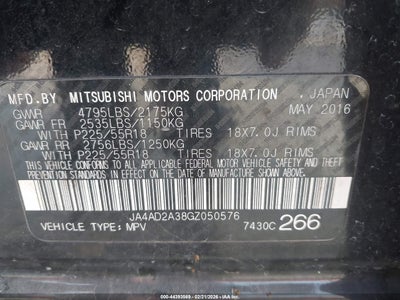 MFD.BY MITSUBISHI MOTORS CORPORATION, JAPAN
GVWR 4795LBS/2175KG MAY 2016
GAWR FR 2535LBS/1150KG
WITH P225/55R18 TIRES 18X7.0J RIMS
GAWR RR 2756LBS/1250KG
WITH P225/55R18 TIRES 18X7.0J RIMS
THIS VEHICLE CONFORMS TO ALL APPLICABLE FEDERAL
MOTOR VEHICLE SAFETY AND THEFT PREVENTION
STANDARDS IN EFFECT ON THE DATE OF MANUFACTURE
SHOWN ABOVE.
JA4AD2A38GZ050576
VEHICLE TYPE: MPV 7430C 266